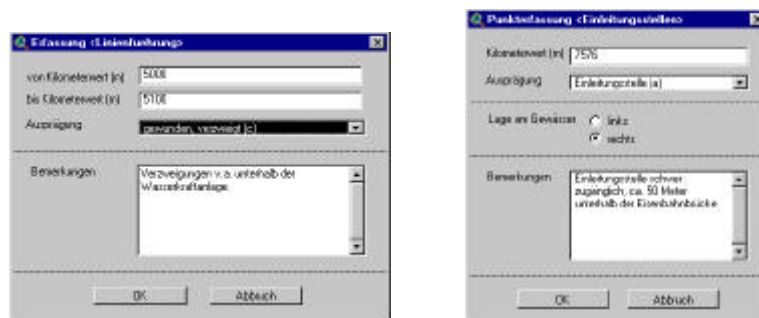 Erfassung <Linienfuehrung>
von Kilometerwert (m) 5000
bis Kilometerwert (m) 5100
Ausprägung gewunden, verzweigt (c)
Bemerkungen Verzweigungen v.a. unterhalb der
Wasserkraftanlage
OK Abbruch
Punkterfassung <Einleitungsstellen>
Kilometerwert (m) 7576
Ausprägung Einleitungsstelle (a)
Lage am Gewässer links
rechts
Bemerkungen Einleitungsstelle schwer
zugänglich, ca. 50 Meter
unterhalb der Eisenbahnbrücke
OK Abbruch